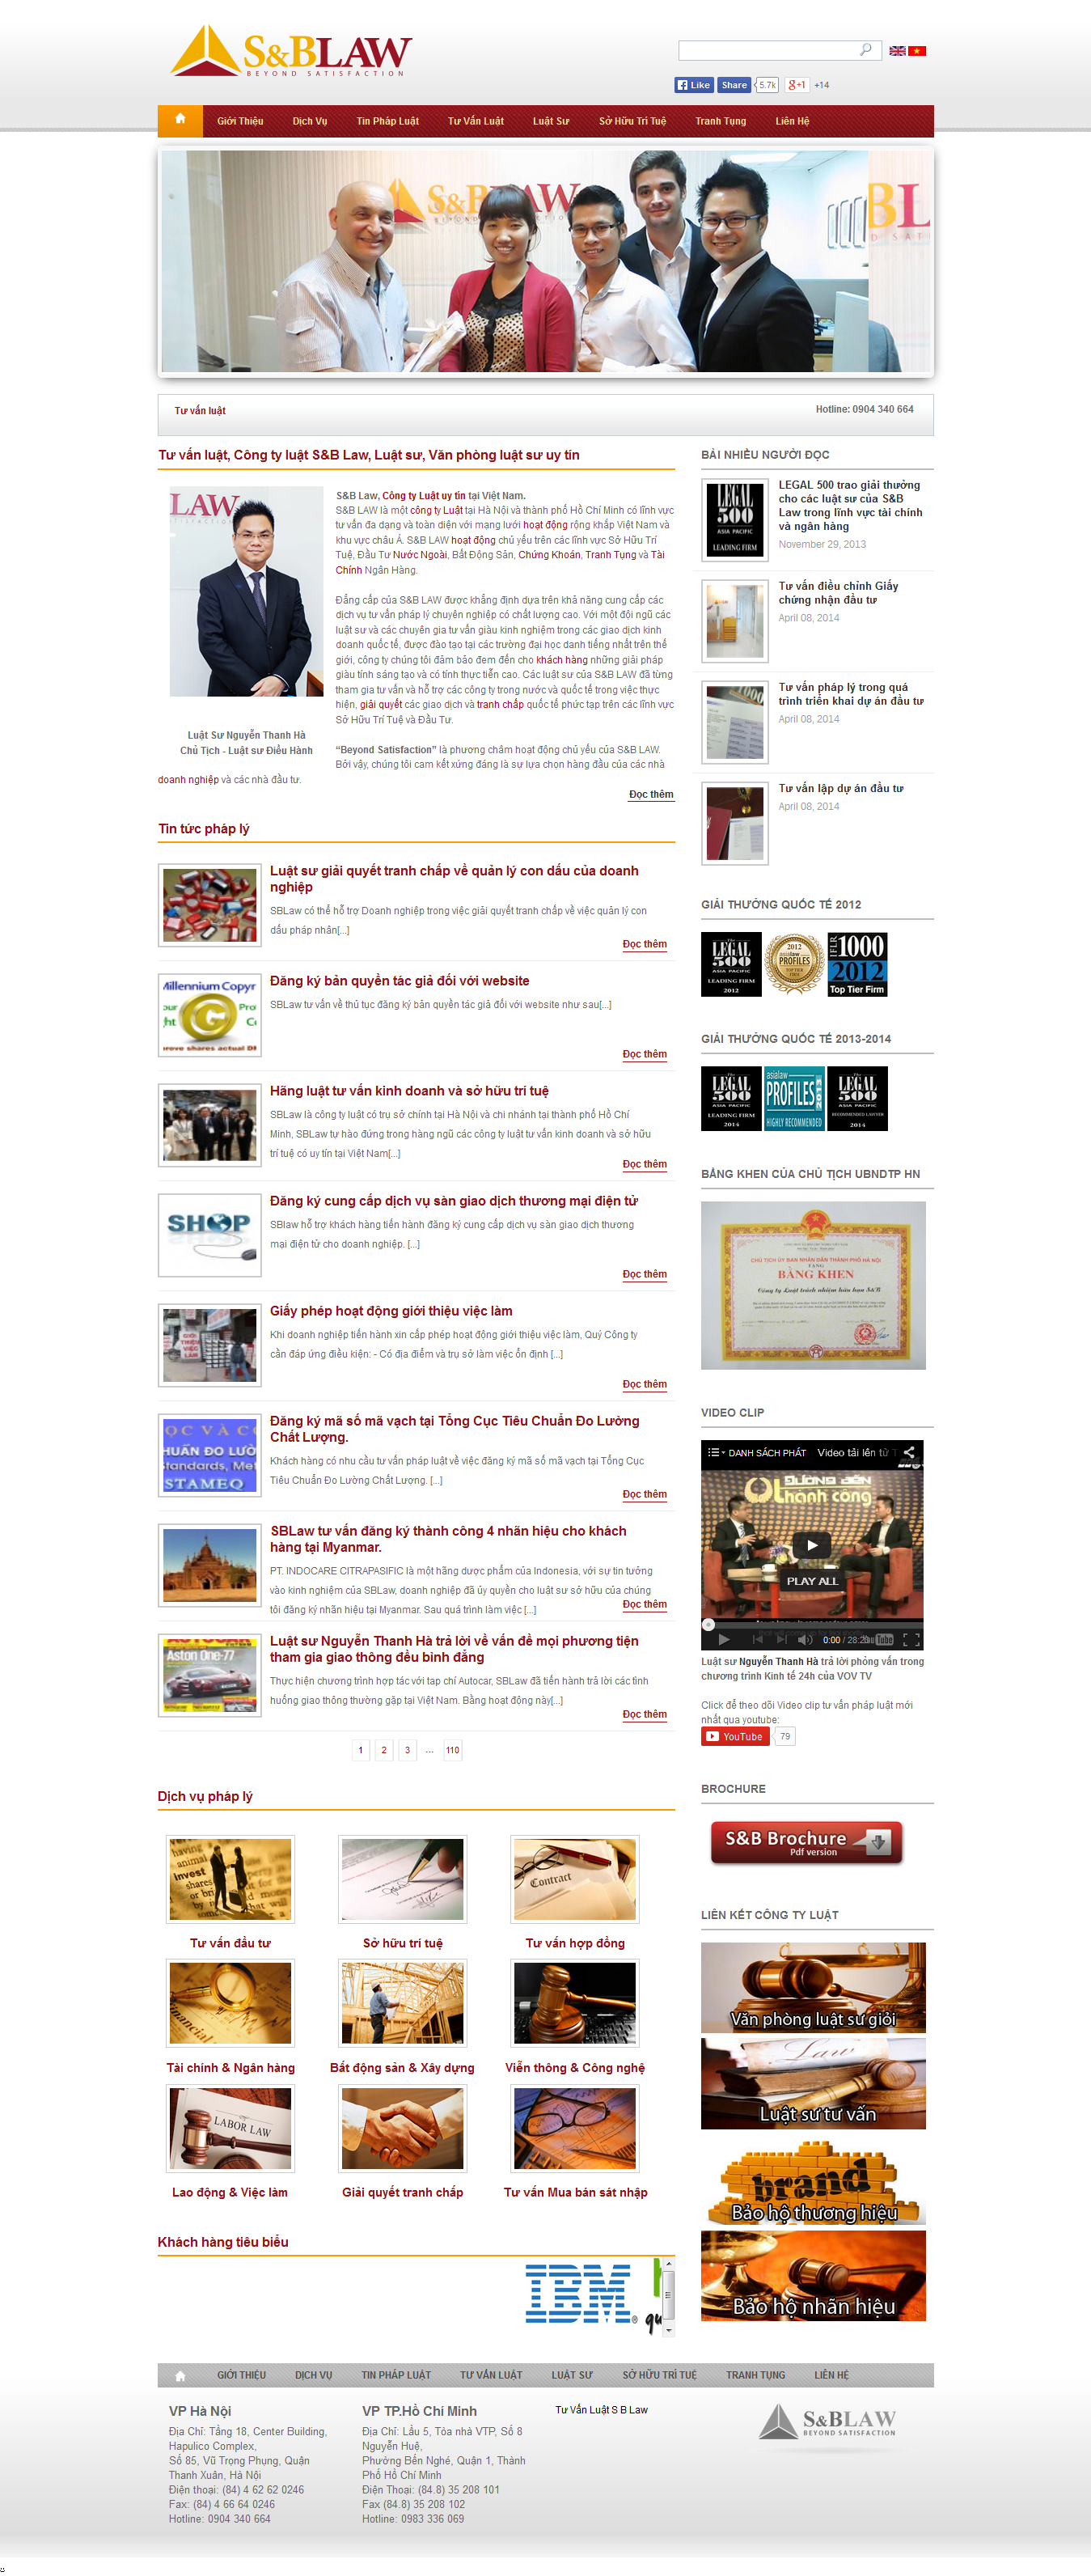 S&BLAW
BEYOND SATISFACTION
Like
Share
5.7k
+1
+14
Giới Thiệu
Dịch Vụ
Tin Pháp Luật
Tư Vấn Luật
Luật Sư
Sở Hữu Trí Tuệ
Tranh Tụng
Liên Hệ
Tư vấn luật
Hotline: 0904 340 664
Tư vấn luật, Công ty luật S&B Law, Luật sư, Văn phòng luật sư uy tín
S&B Law, Công ty Luật uy tín tại Việt Nam.
S&B LAW là một công ty Luật tại Hà Nội và thành phố Hồ Chí Minh có lĩnh vực
tư vấn đa dạng và toàn diện với mạng lưới hoạt động rộng khắp Việt Nam và
khu vực châu Á. S&B LAW hoạt động chủ yếu trên các lĩnh vực Sở Hữu Trí
Tuệ, Đầu Tư Nước Ngoài, Bất Động Sản, Chứng Khoán, Tranh Tụng và Tài
Chính Ngân Hàng.
Đẳng cấp của S&B LAW được khẳng định dựa trên khả năng cung cấp các
dịch vụ tư vấn pháp lý chuyên nghiệp có chất lượng cao. Với một đội ngũ các
luật sư và các chuyên gia tư vấn giàu kinh nghiệm trong các giao dịch kinh
doanh quốc tế, được đào tạo tại các trường đại học danh tiếng nhất trên thế
giới, công ty chúng tôi đảm bảo đem đến cho khách hàng những giải pháp
giàu tính sáng tạo và có tính thực tiễn cao. Các luật sư của S&B LAW đã từng
tham gia tư vấn và hỗ trợ các công ty trong nước và quốc tế trong việc thực
hiện, giải quyết các giao dịch và tranh chấp quốc tế phức tạp trên các lĩnh vực
Sở Hữu Trí Tuệ và Đầu Tư.
Luật Sư Nguyễn Thanh Hà
Chủ Tịch - Luật sư Điều Hành
“Beyond Satisfaction” là phương châm hoạt động chủ yếu của S&B LAW.
Bởi vậy, chúng tôi cam kết xứng đáng là sự lựa chọn hàng đầu của các nhà
doanh nghiệp và các nhà đầu tư.
Đọc thêm
Tin tức pháp lý
Luật sư giải quyết tranh chấp về quản lý con dấu của doanh
nghiệp
SBLaw có thể hỗ trợ Doanh nghiệp trong việc giải quyết tranh chấp về việc quản lý con
dấu pháp nhân[...]
Đọc thêm
Đăng ký bản quyền tác giả đối với website
SBLaw tư vấn về thủ tục đăng ký bản quyền tác giả đối với website như sau[...]
Đọc thêm
Hãng luật tư vấn kinh doanh và sở hữu trí tuệ
SBLaw là công ty luật có trụ sở chính tại Hà Nội và chi nhánh tại thành phố Hồ Chí
Minh, SBLaw tự hào đứng trong hàng ngũ các công ty luật tư vấn kinh doanh và sở hữu
trí tuệ có uy tín tại Việt Nam[...]
Đọc thêm
SHOP
Đăng ký cung cấp dịch vụ sàn giao dịch thương mại điện tử
SBlaw hỗ trợ khách hàng tiến hành đăng ký cung cấp dịch vụ sàn giao dịch thương
mại điện tử cho doanh nghiệp. [...]
Đọc thêm
Giấy phép hoạt động giới thiệu việc làm
Khi doanh nghiệp tiến hành xin cấp phép hoạt động giới thiệu việc làm, Quý Công ty
cần đáp ứng điều kiện: - Có địa điểm và trụ sở làm việc ổn định [...]
Đọc thêm
Đăng ký mã số mã vạch tại Tổng Cục Tiêu Chuẩn Đo Lường
Chất Lượng.
Khách hàng có nhu cầu tư vấn pháp luật về việc đăng ký mã số mã vạch tại Tổng Cục
Tiêu Chuẩn Đo Lường Chất Lượng. [...]
Đọc thêm
STAMEQ
SBLaw tư vấn đăng ký thành công 4 nhãn hiệu cho khách
hàng tại Myanmar.
PT. INDOCARE CITRAPASIFIC là một hãng dược phẩm của Indonesia, với sự tin tưởng
vào kinh nghiệm của SBLaw, doanh nghiệp đã ủy quyền cho luật sư sở hữu của chúng
tôi đăng ký nhãn hiệu tại Myanmar. Sau quá trình làm việc [...]
Đọc thêm
Aston One-77
Luật sư Nguyễn Thanh Hà trả lời về vấn đề mọi phương tiện
tham gia giao thông đều bình đẳng
Thực hiện chương trình hợp tác với tạp chí Autocar, SBLaw đã tiến hành trả lời các tình
huống giao thông thường gặp tại Việt Nam. Bằng hoạt động này[...]
Đọc thêm
1 2 3 ... 110
Dịch vụ pháp lý
Tư vấn đầu tư
Sở hữu trí tuệ
Tư vấn hợp đồng
Tài chính & Ngân hàng
Bất động sản & Xây dựng
Viễn thông & Công nghệ
LABOR LAW
Lao động & Việc làm
Giải quyết tranh chấp
Tư vấn Mua bán sát nhập
Khách hàng tiêu biểu
IBM
BÀI NHIỀU NGƯỜI ĐỌC
LEGAL 500 trao giải thưởng
cho các luật sư của S&B
Law trong lĩnh vực tài chính
và ngân hàng
November 29, 2013
Tư vấn điều chỉnh Giấy
chứng nhận đầu tư
April 08, 2014
Tư vấn pháp lý trong quá
trình triển khai dự án đầu tư
April 08, 2014
Tư vấn lập dự án đầu tư
April 08, 2014
GIẢI THƯỞNG QUỐC TẾ 2012
LEGAL 500 ASIA PACIFIC LEADING FIRM 2012
2012 asialaw PROFILES TOP TIER FIRM
IFLR 1000 2012 Top Tier Firm
GIẢI THƯỞNG QUỐC TẾ 2013-2014
LEGAL 500 ASIA PACIFIC LEADING FIRM 2014
asialaw PROFILES 2013 HIGHLY RECOMMENDED
LEGAL 500 ASIA PACIFIC RECOMMENDED LAWYER 2014
BẰNG KHEN CỦA CHỦ TỊCH UBNDTP HN
CHỦ TỊCH ỦY BAN NHÂN DÂN THÀNH PHỐ HÀ NỘI
TẶNG
BẰNG KHEN
Công ty Luật trách nhiệm hữu hạn S&B
VIDEO CLIP
DANH SÁCH PHÁT
Video tải lên từ T
Đường đến
thành công
PLAY ALL
0:00 / 28:20
YouTube
Luật sư Nguyễn Thanh Hà trả lời phỏng vấn trong
chương trình Kinh tế 24h của VOV TV
Click để theo dõi Video clip tư vấn pháp luật mới
nhất qua youtube:
YouTube
79
BROCHURE
S&B Brochure
Pdf version
LIÊN KẾT CÔNG TY LUẬT
Văn phòng luật sư giỏi
Luật sư tư vấn
brand
Bảo hộ thương hiệu
Bảo hộ nhãn hiệu
GIỚI THIỆU
DỊCH VỤ
TIN PHÁP LUẬT
TƯ VẤN LUẬT
LUẬT SƯ
SỞ HỮU TRÍ TUỆ
TRANH TỤNG
LIÊN HỆ
VP Hà Nội
Địa Chỉ: Tầng 18, Center Building,
Hapulico Complex,
Số 85, Vũ Trọng Phụng, Quận
Thanh Xuân, Hà Nội
Điện thoại: (84) 4 62 62 0246
Fax: (84) 4 66 64 0246
Hotline: 0904 340 664
VP TP.Hồ Chí Minh
Địa Chỉ: Lầu 5, Tòa nhà VTP, Số 8
Nguyễn Huệ,
Phường Bến Nghé, Quận 1, Thành
Phố Hồ Chí Minh
Điện Thoại: (84.8) 35 208 101
Fax (84.8) 35 208 102
Hotline: 0983 336 069
Tư Vấn Luật S B Law
S&BLAW
BEYOND SATISFACTION